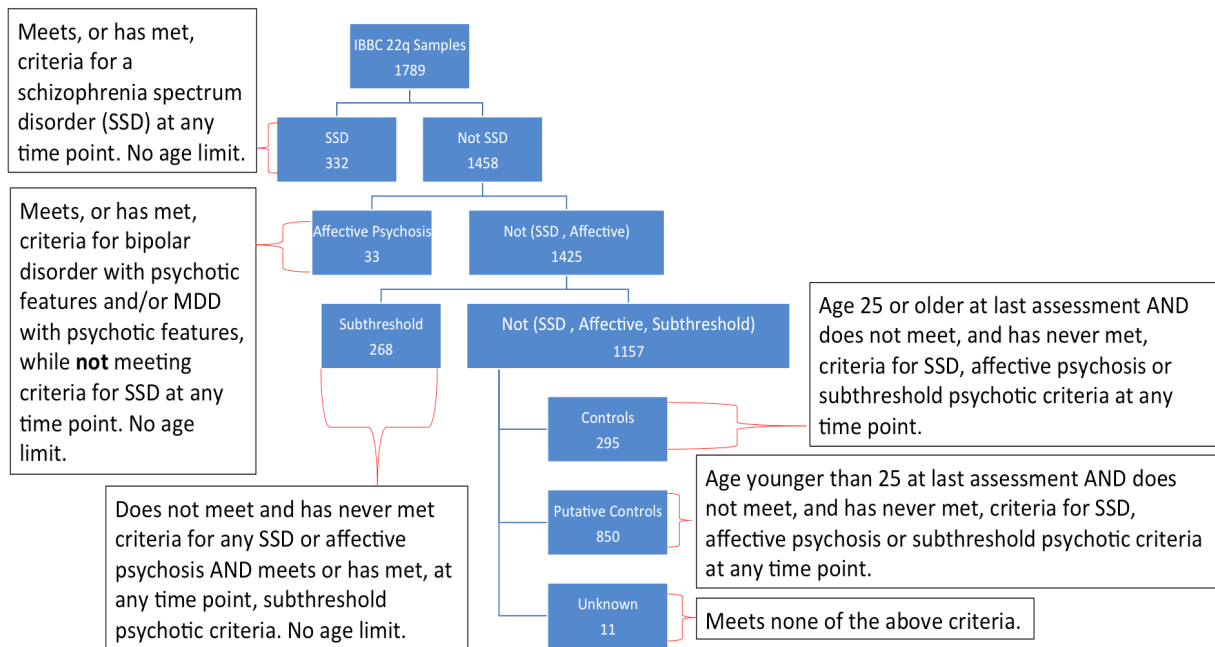 Meets, or has met,
criteria for a
schizophrenia spectrum
disorder (SSD) at any
time point. No age limit.
IBBC 22q Samples
1789
SSD
332
Not SSD
1458
Meets, or has met,
criteria for bipolar
disorder with psychotic
features and/or MDD
with psychotic features,
while not meeting
criteria for SSD at any
time point. No age
limit.
Affective Psychosis
33
Not (SSD , Affective)
1425
Subthreshold
268
Not (SSD , Affective, Subthreshold)
1157
Age 25 or older at last assessment AND
does not meet, and has never met,
criteria for SSD, affective psychosis or
subthreshold psychotic criteria at any
time point.
Controls
295
Does not meet and has never met
criteria for any SSD or affective
psychosis AND meets or has met, at
any time point, subthreshold
psychotic criteria. No age limit.
Putative Controls
850
Age younger than 25 at last assessment AND does
not meet, and has never met, criteria for SSD,
affective psychosis or subthreshold psychotic criteria
at any time point.
Unknown
11
Meets none of the above criteria.